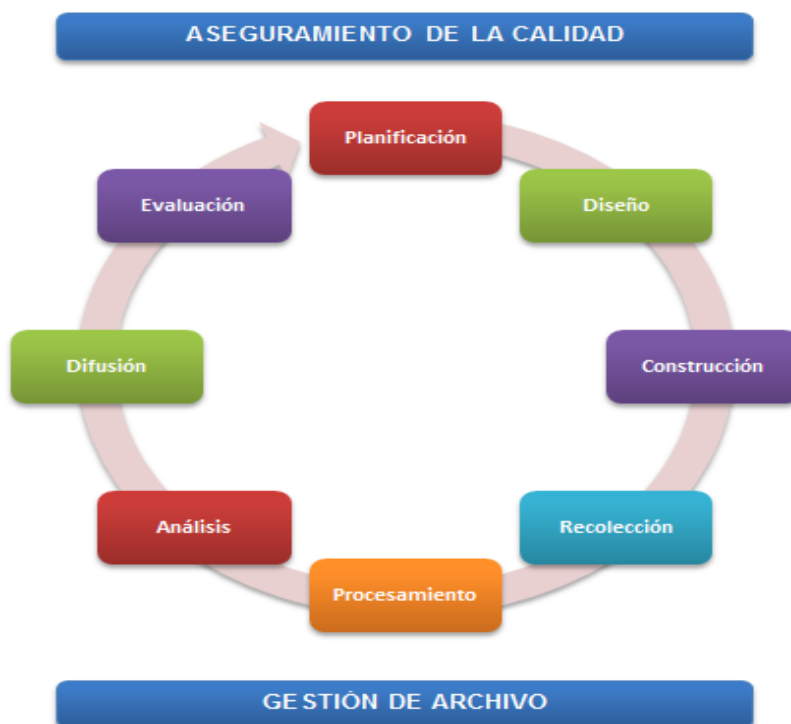 ASEGURAMIENTO DE LA CALIDAD
Planificación
Diseño
Construcción
Recolección
Procesamiento
Análisis
Difusión
Evaluación
GESTIÓN DE ARCHIVO